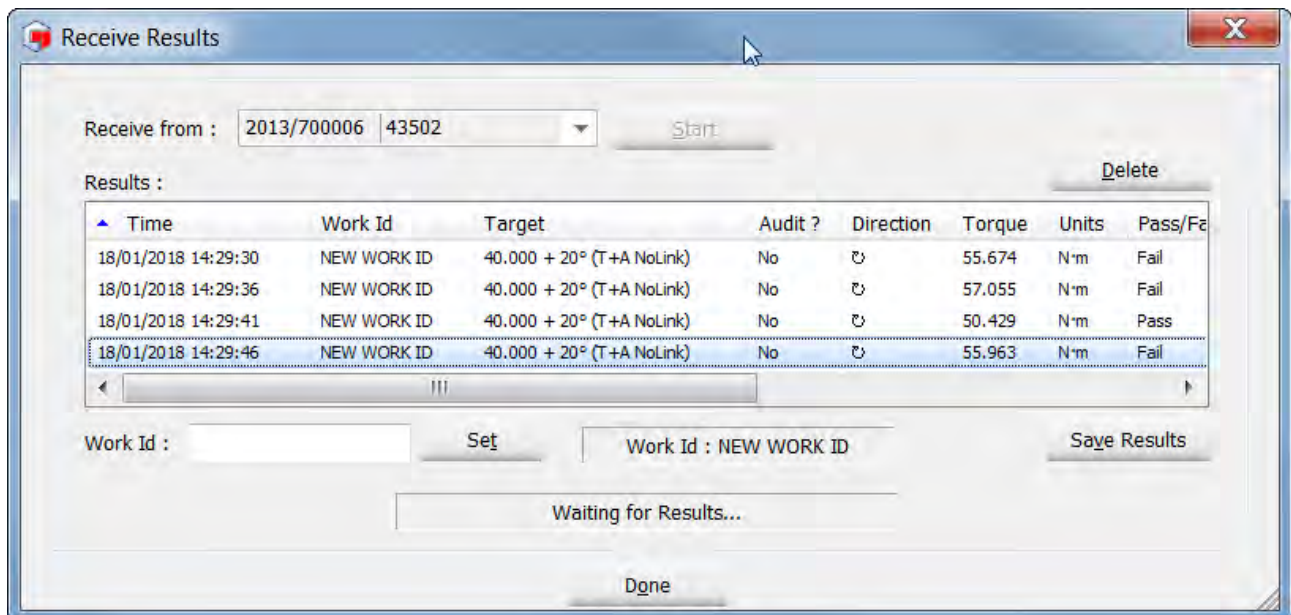 Receive Results
X
Receive from : 2013/700006 43502 Start
Delete
Results :
Time Work Id Target Audit ? Direction Torque Units Pass/Fa
18/01/2018 14:29:30 NEW WORK ID 40.000 + 20° (T+A NoLink) No ↻ 55.674 N·m Fail
18/01/2018 14:29:36 NEW WORK ID 40.000 + 20° (T+A NoLink) No ↻ 57.055 N·m Fail
18/01/2018 14:29:41 NEW WORK ID 40.000 + 20° (T+A NoLink) No ↻ 50.429 N·m Pass
18/01/2018 14:29:46 NEW WORK ID 40.000 + 20° (T+A NoLink) No ↻ 55.963 N·m Fail
Work Id : Set Work Id : NEW WORK ID Save Results
Waiting for Results...
Done